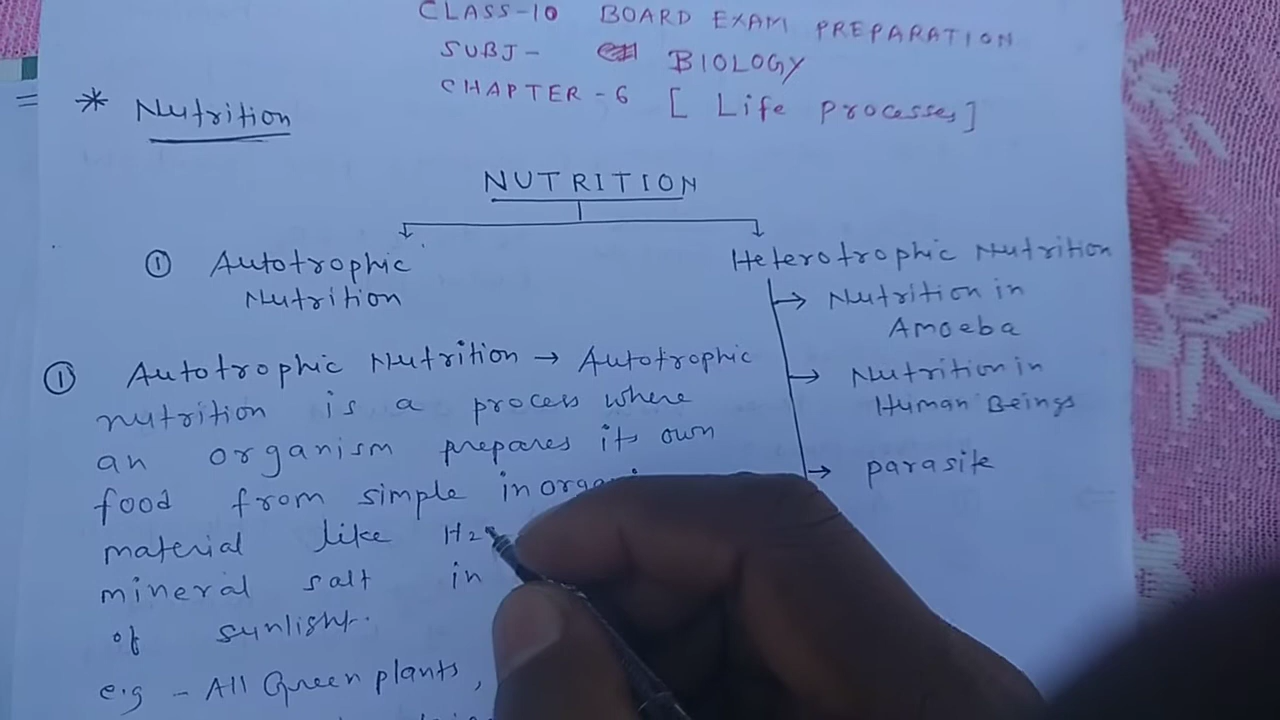 CLASS-10 BOARD EXAM PREPARATION
SUBJ- BIOLOGY
CHAPTER-6 [Life processes]
* Nutrition
NUTRITION
① Autotrophic
Nutrition
Heterotrophic Nutrition
→ Nutrition in
Amoeba
→ Nutrition in
Human Beings
→ parasite
① Autotrophic Nutrition → Autotrophic
nutrition is a process where
an organism prepares its own
food from simple
material like
mineral salt in
of sunlight.
e.g - All Green plants,